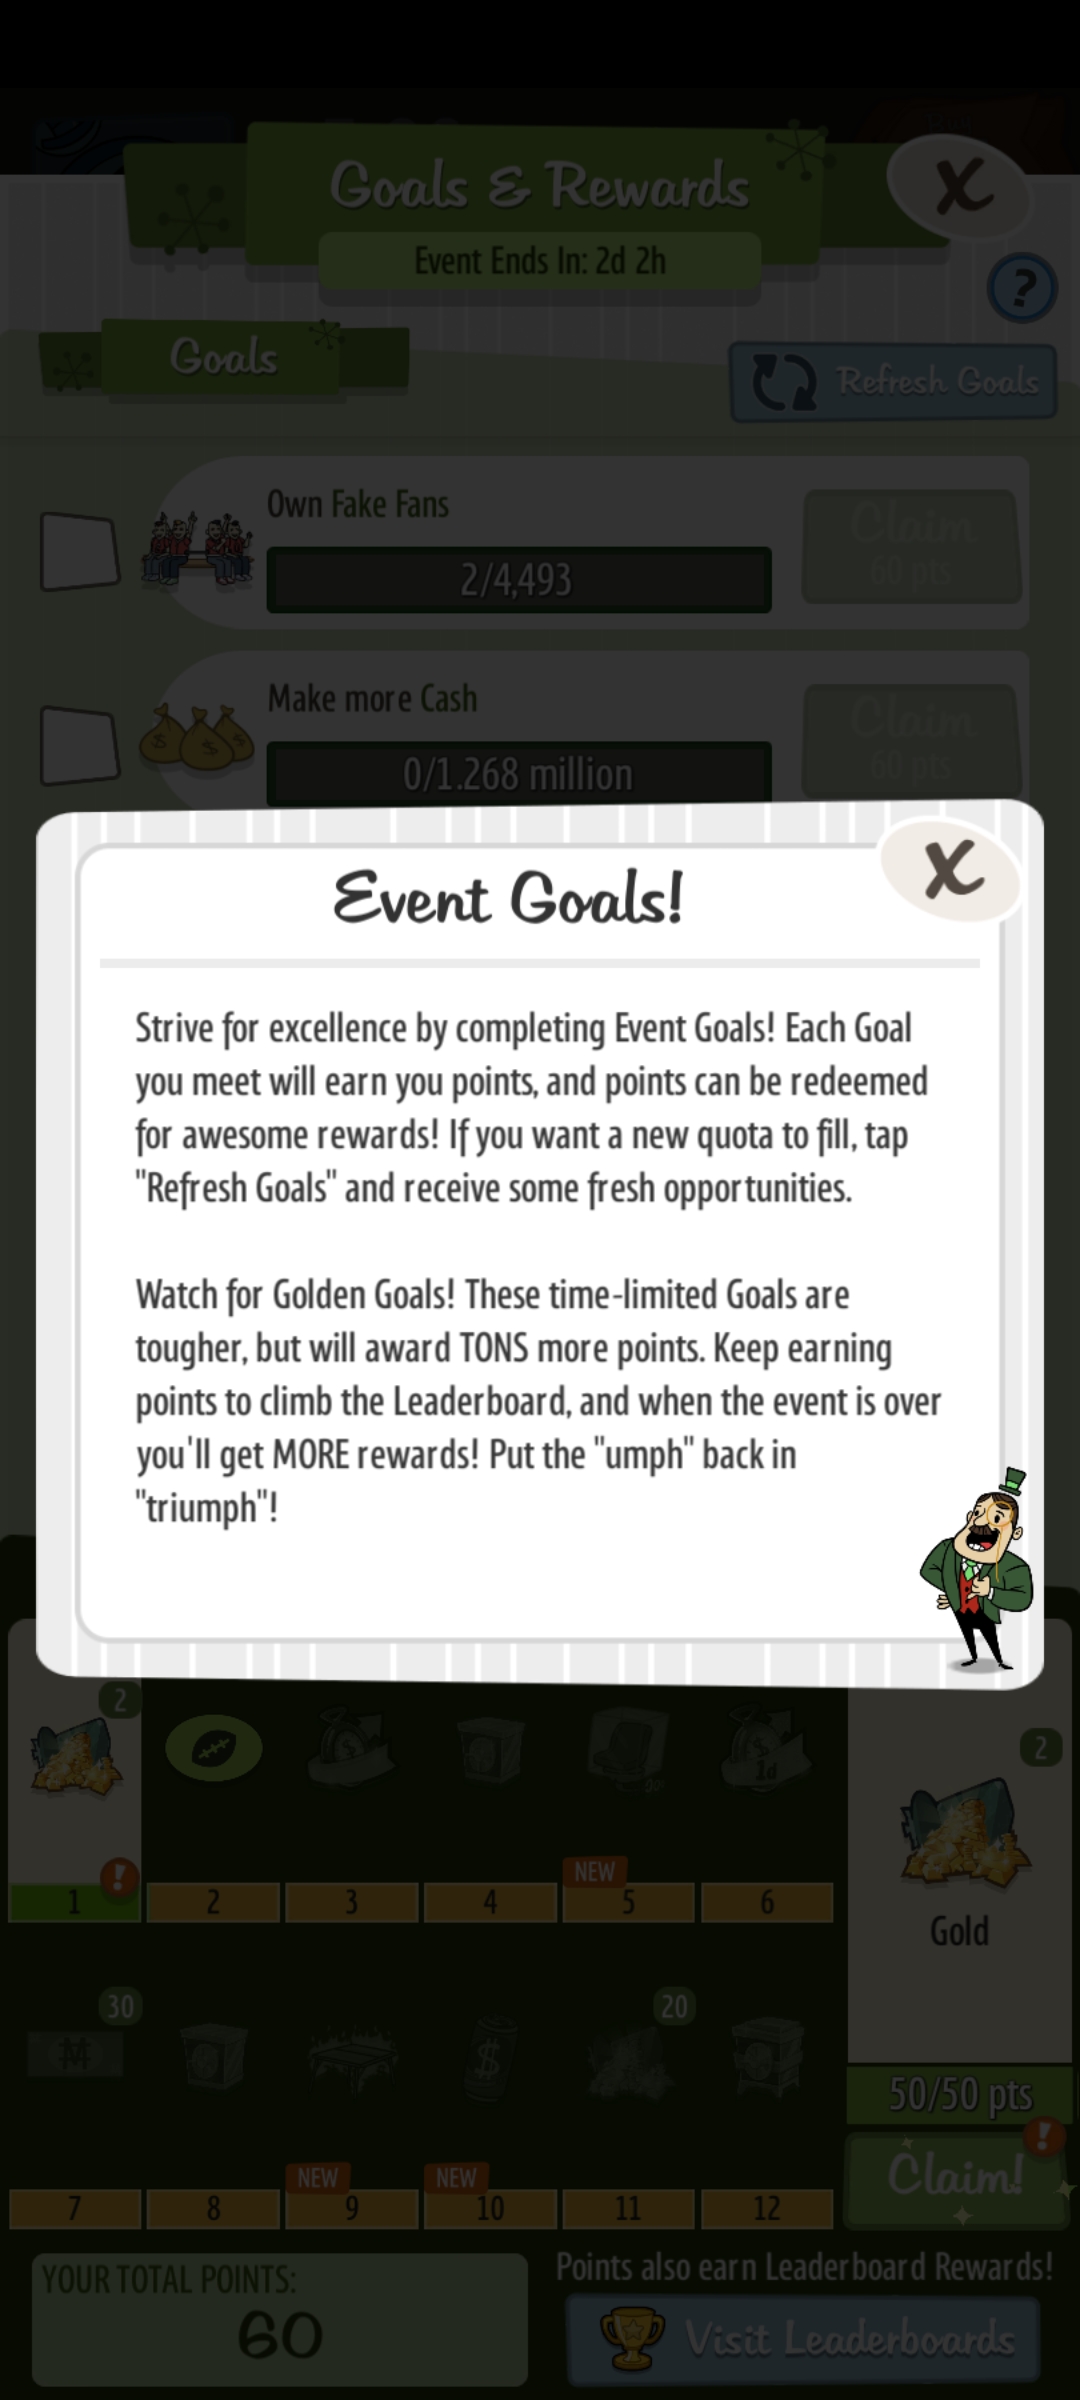 Goals & Rewards
X
Event Ends In: 2d 2h
?
Goals
Refresh Goals
Own Fake Fans
Claim
2/4,493
60 pts
Make more Cash
Claim
0/1.268 million
60 pts
Event Goals!
X
Strive for excellence by completing Event Goals! Each Goal
you meet will earn you points, and points can be redeemed
for awesome rewards! If you want a new quota to fill, tap
"Refresh Goals" and receive some fresh opportunities.
Watch for Golden Goals! These time-limited Goals are
tougher, but will award TONS more points. Keep earning
points to climb the Leaderboard, and when the event is over
you'll get MORE rewards! Put the "umph" back in
"triumph"!
2
2
1d
Gold
!
NEW
1 2 3 4 5 6
30
20
50/50 pts
!
Claim!
NEW NEW
7 8 9 10 11 12
YOUR TOTAL POINTS:
60
Points also earn Leaderboard Rewards!
Visit Leaderboards